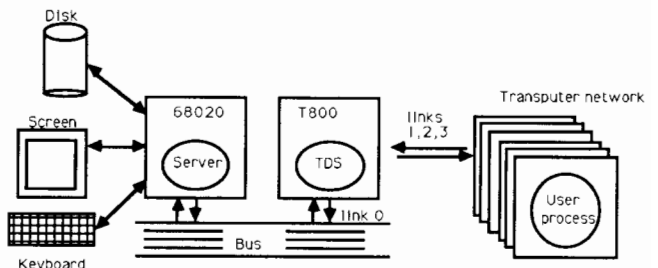 Disk
68020
T800
Transputer network
links
1,2,3
Screen
Server
TDS
User
process
link 0
Bus
Keyboard